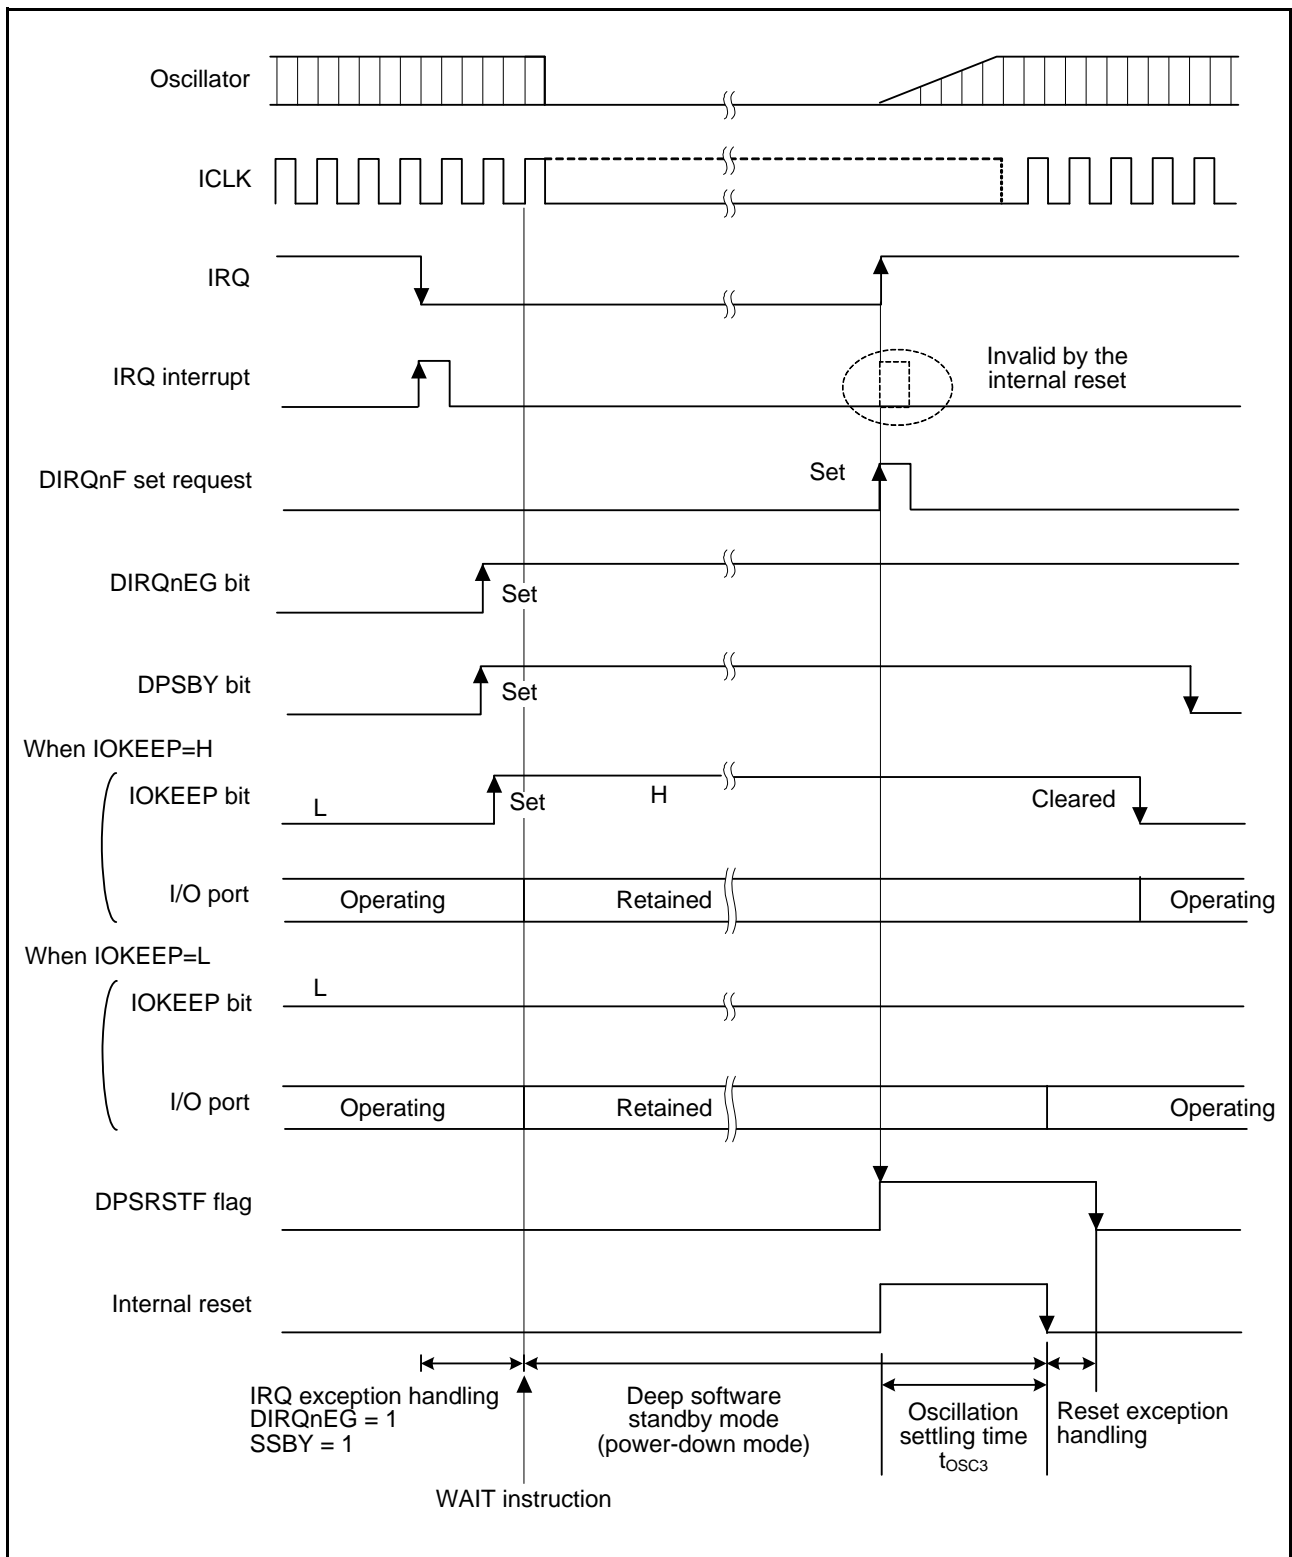 Oscillator
ICLK
IRQ
IRQ interrupt
Invalid by the
internal reset
DIRQnF set request
Set
DIRQnEG bit
Set
DPSBY bit
Set
When IOKEEP=H
IOKEEP bit
L
Set
H
Cleared
I/O port
Operating
Retained
Operating
When IOKEEP=L
IOKEEP bit
L
I/O port
Operating
Retained
Operating
DPSRSTF flag
Internal reset
IRQ exception handling
DIRQnEG = 1
SSBY = 1
Deep software
standby mode
(power-down mode)
Oscillation
settling time
tOSC3
Reset exception
handling
WAIT instruction